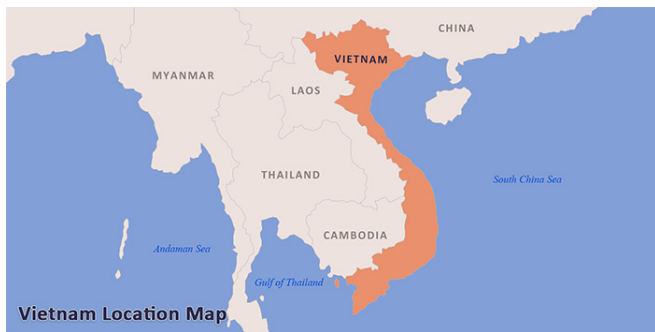 CHINA
VIETNAM
MYANMAR
LAOS
THAILAND
South China Sea
CAMBODIA
Andaman Sea
Gulf of Thailand
Vietnam Location Map